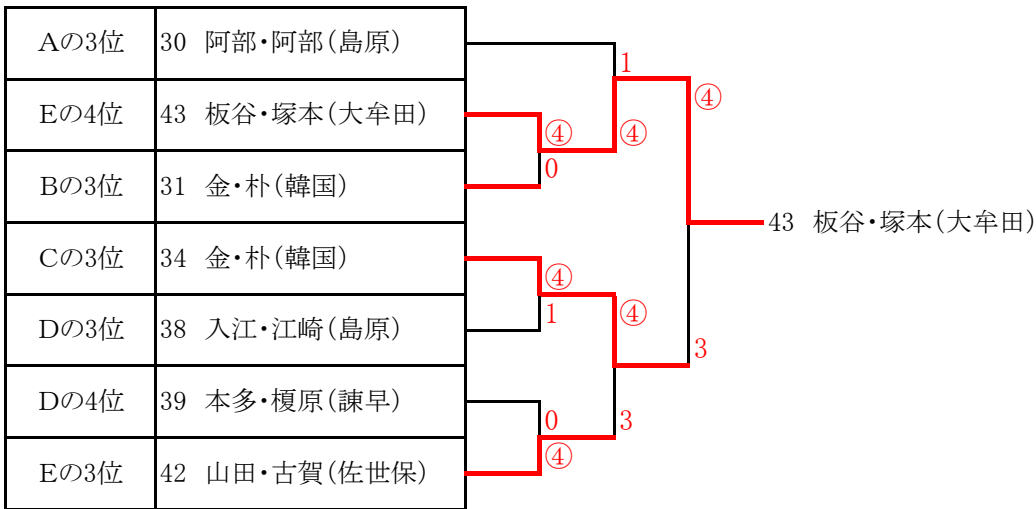 Aの3位 30 阿部・阿部(島原)
Eの4位 43 板谷・塚本(大牟田)
Bの3位 31 金・朴(韓国)
Cの3位 34 金・朴(韓国)
Dの3位 38 入江・江崎(島原)
Dの4位 39 本多・榎原(諫早)
Eの3位 42 山田・古賀(佐世保)
④
0
④
1
0
④
1
④
④
3
④
3
43 板谷・塚本(大牟田)